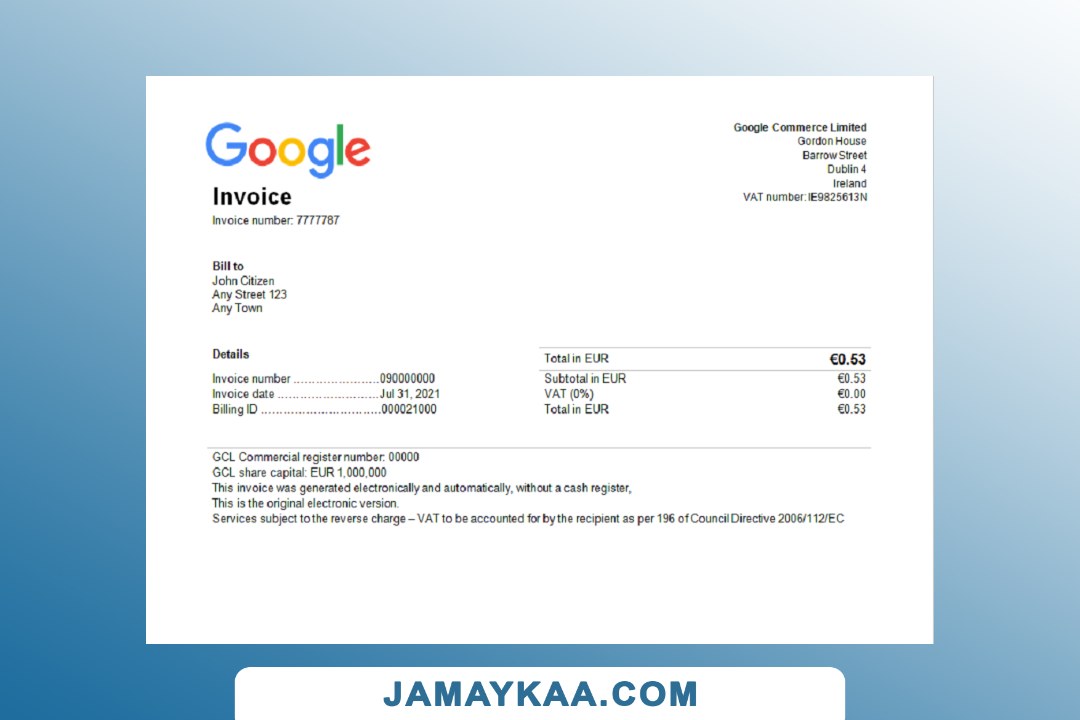 Google
Google Commerce Limited
Gordon House
Barrow Street
Dublin 4
Ireland
VAT number: IE9825613N
Invoice
Invoice number: 7777787
Bill to
John Citizen
Any Street 123
Any Town
Details
Invoice number ........................090000000
Invoice date ............................Jul 31, 2021
Billing ID .................................000021000
Total in EUR €0.53
Subtotal in EUR €0.53
VAT (0%) €0.00
Total in EUR €0.53
GCL Commercial register number: 00000
GCL share capital: EUR 1,000,000
This invoice was generated electronically and automatically, without a cash register,
This is the original electronic version.
Services subject to the reverse charge – VAT to be accounted for by the recipient as per 196 of Council Directive 2006/112/EC
JAMAYKAA.COM